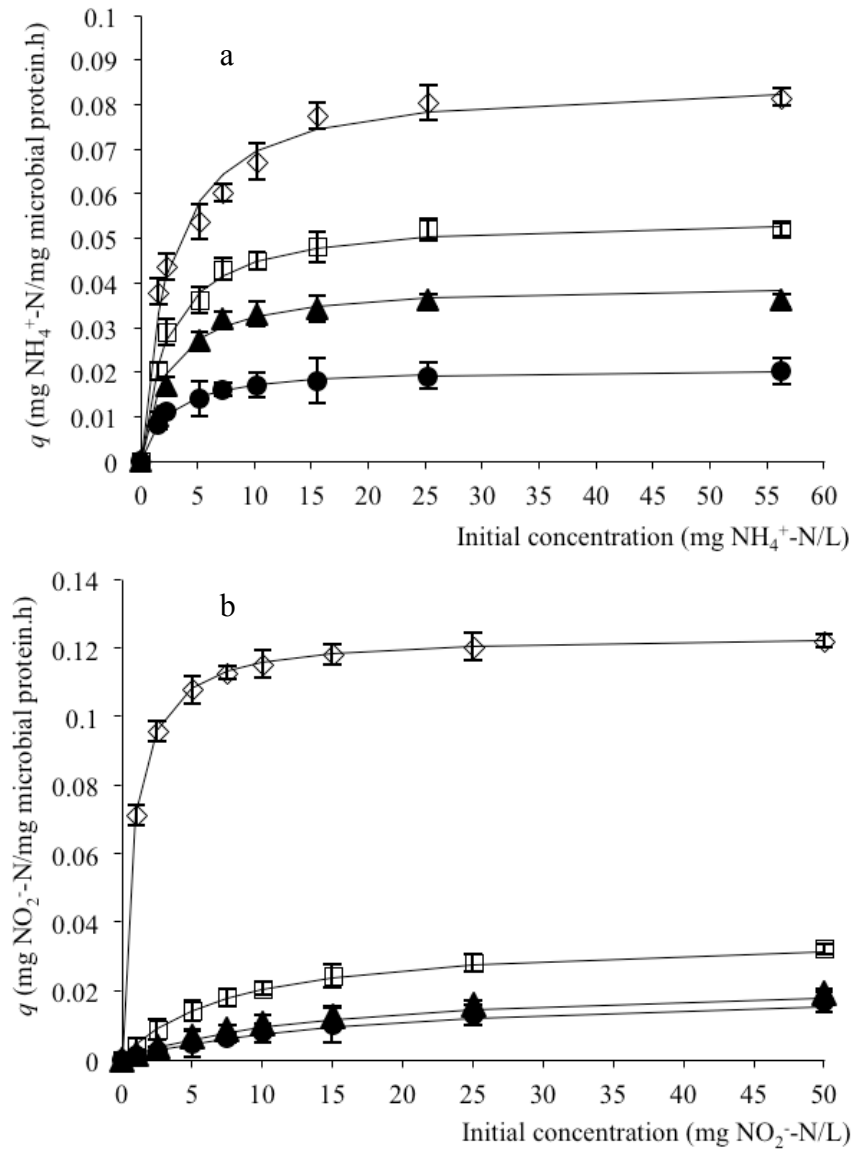 a
q (mg NH₄⁺-N/mg microbial protein.h)
0.1
0.09
0.08
0.07
0.06
0.05
0.04
0.03
0.02
0.01
0
0 5 10 15 20 25 30 35 40 45 50 55 60
Initial concentration (mg NH₄⁺-N/L)
b
q (mg NO₂⁻-N/mg microbial protein.h)
0.14
0.12
0.1
0.08
0.06
0.04
0.02
0
0 5 10 15 20 25 30 35 40 45 50
Initial concentration (mg NO₂⁻-N/L)